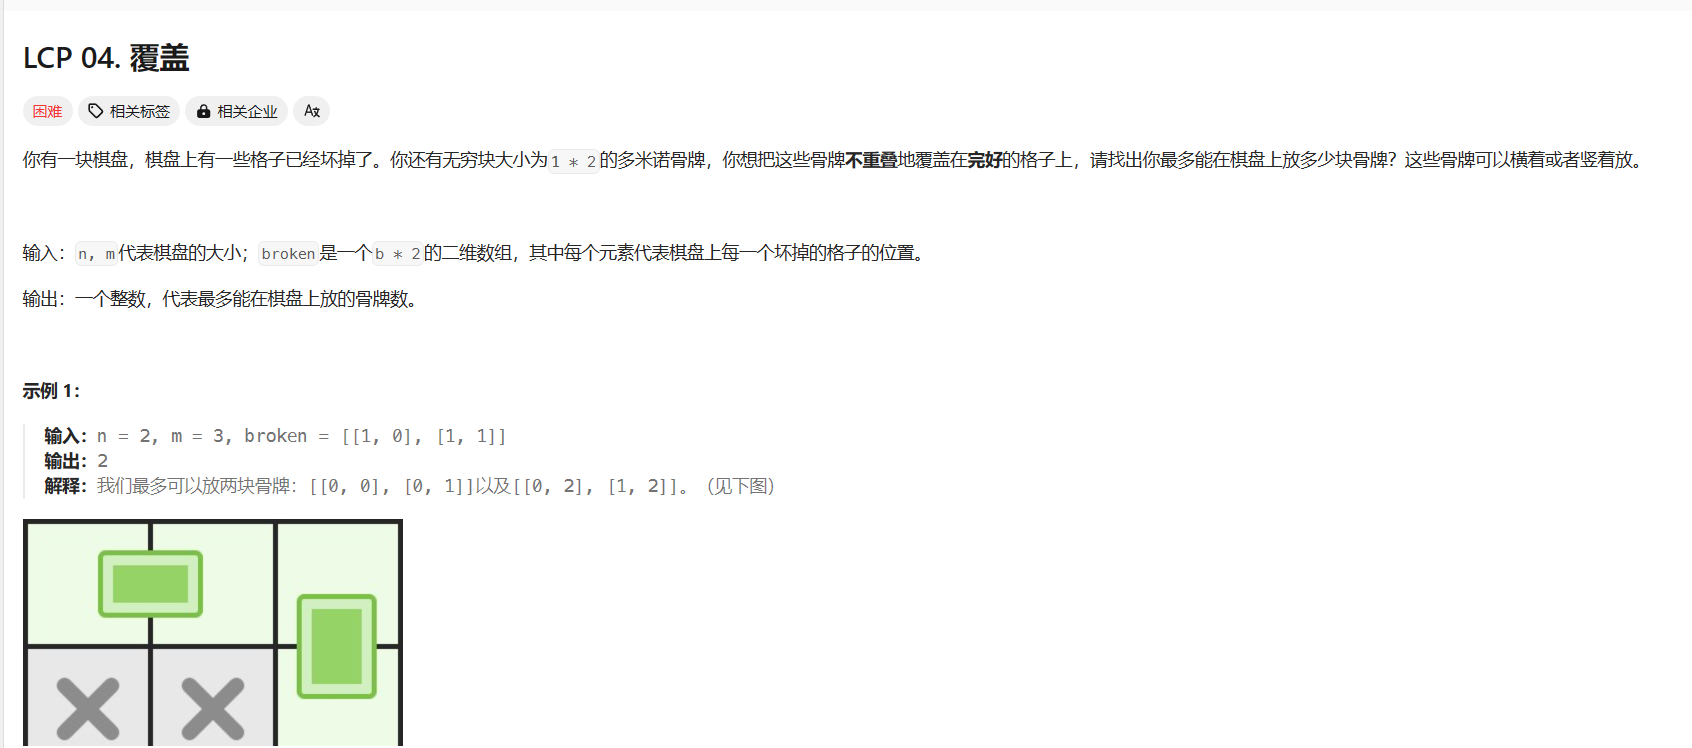 LCP 04. 覆盖
困难 相关标签 相关企业
你有一块棋盘，棋盘上有一些格子已经坏掉了。你还有无穷块大小为1 * 2的多米诺骨牌，你想把这些骨牌不重叠地覆盖在完好的格子上，请找出你最多能在棋盘上放多少块骨牌？这些骨牌可以横着或者竖着放。
输入：n, m代表棋盘的大小；broken是一个b * 2的二维数组，其中每个元素代表棋盘上每一个坏掉的格子的位置。
输出：一个整数，代表最多能在棋盘上放的骨牌数。
示例 1：
输入：n = 2, m = 3, broken = [[1, 0], [1, 1]]
输出：2
解释：我们最多可以放两块骨牌：[[0, 0], [0, 1]]以及[[0, 2], [1, 2]]。（见下图）